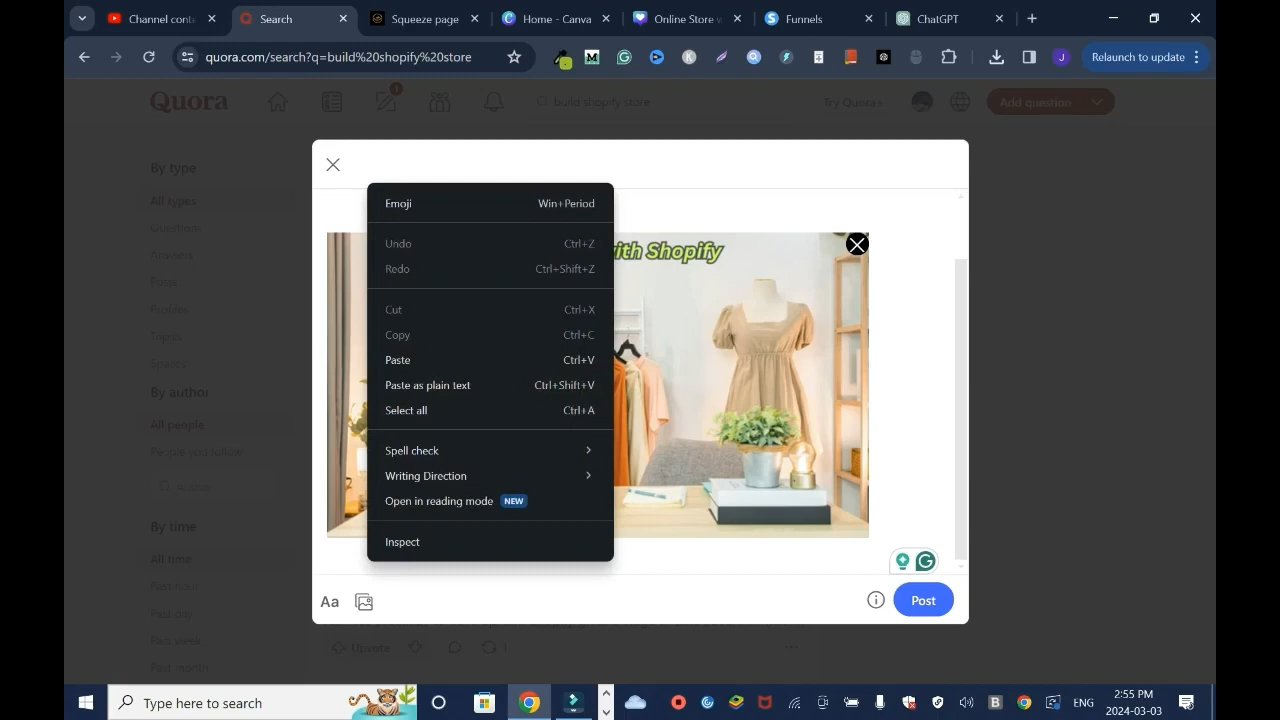 Channel cont
Search
Squeeze page
Home - Canva
Online Store v
Funnels
ChatGPT
quora.com/search?q=build%20shopify%20store
M
K
J
Relaunch to update
Quora
1
build shopify store
Try Quora+
Add question
By type
All types
Questions
Answers
Posts
Profiles
Topics
Spaces
By author
All people
People you follow
By time
All time
Past hour
Past day
Past week
Past month
Emoji Win+Period
Undo Ctrl+Z
Redo Ctrl+Shift+Z
Cut Ctrl+X
Copy Ctrl+C
Paste Ctrl+V
Paste as plain text Ctrl+Shift+V
Select all Ctrl+A
Spell check
Writing Direction
Open in reading mode NEW
Inspect
with Shopify
Aa
Post
Upvote
1
Type here to search
ENG
2:55 PM
2024-03-03